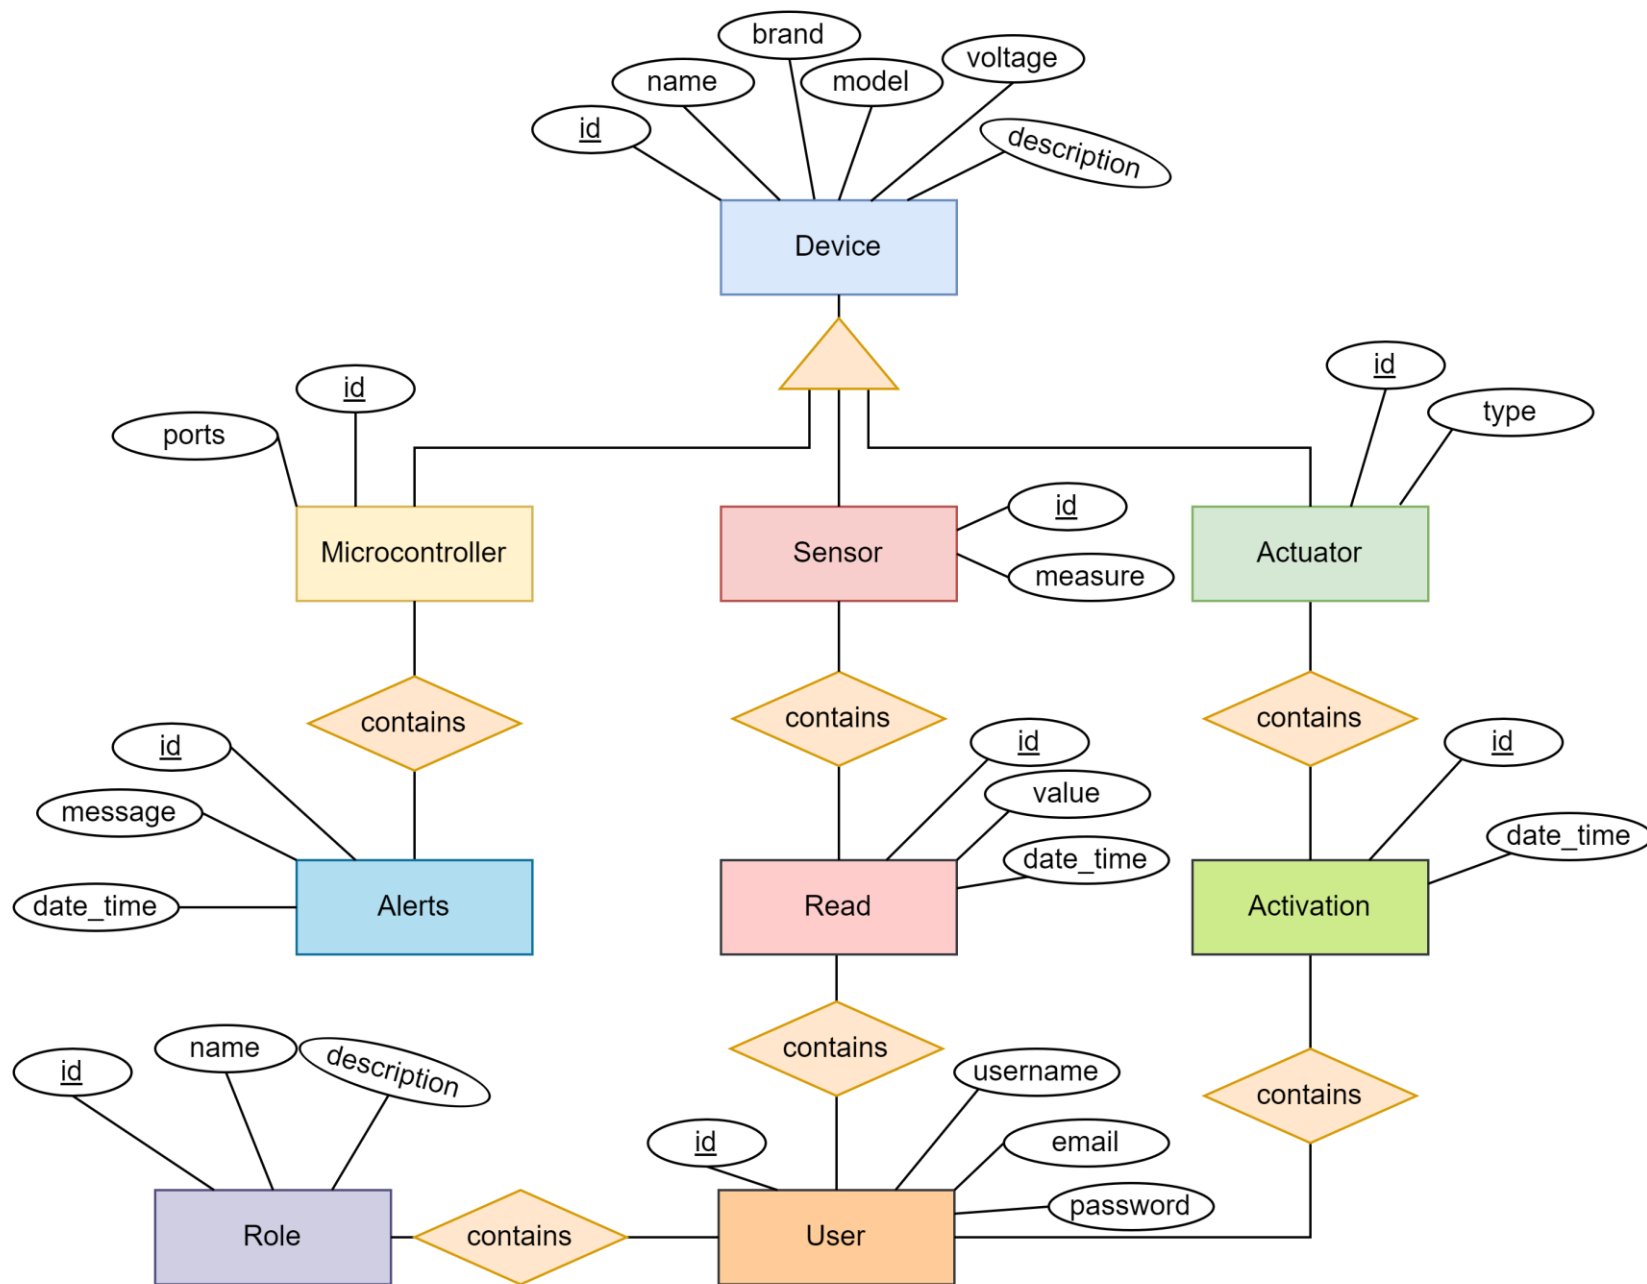 brand
voltage
name
model
id
description
Device
id
type
id
ports
id
Microcontroller
Sensor
Actuator
measure
contains
contains
contains
id
id
id
message
value
date_time
date_time
date_time
Alerts
Read
Activation
id
name
description
contains
username
contains
id
email
password
Role
contains
User